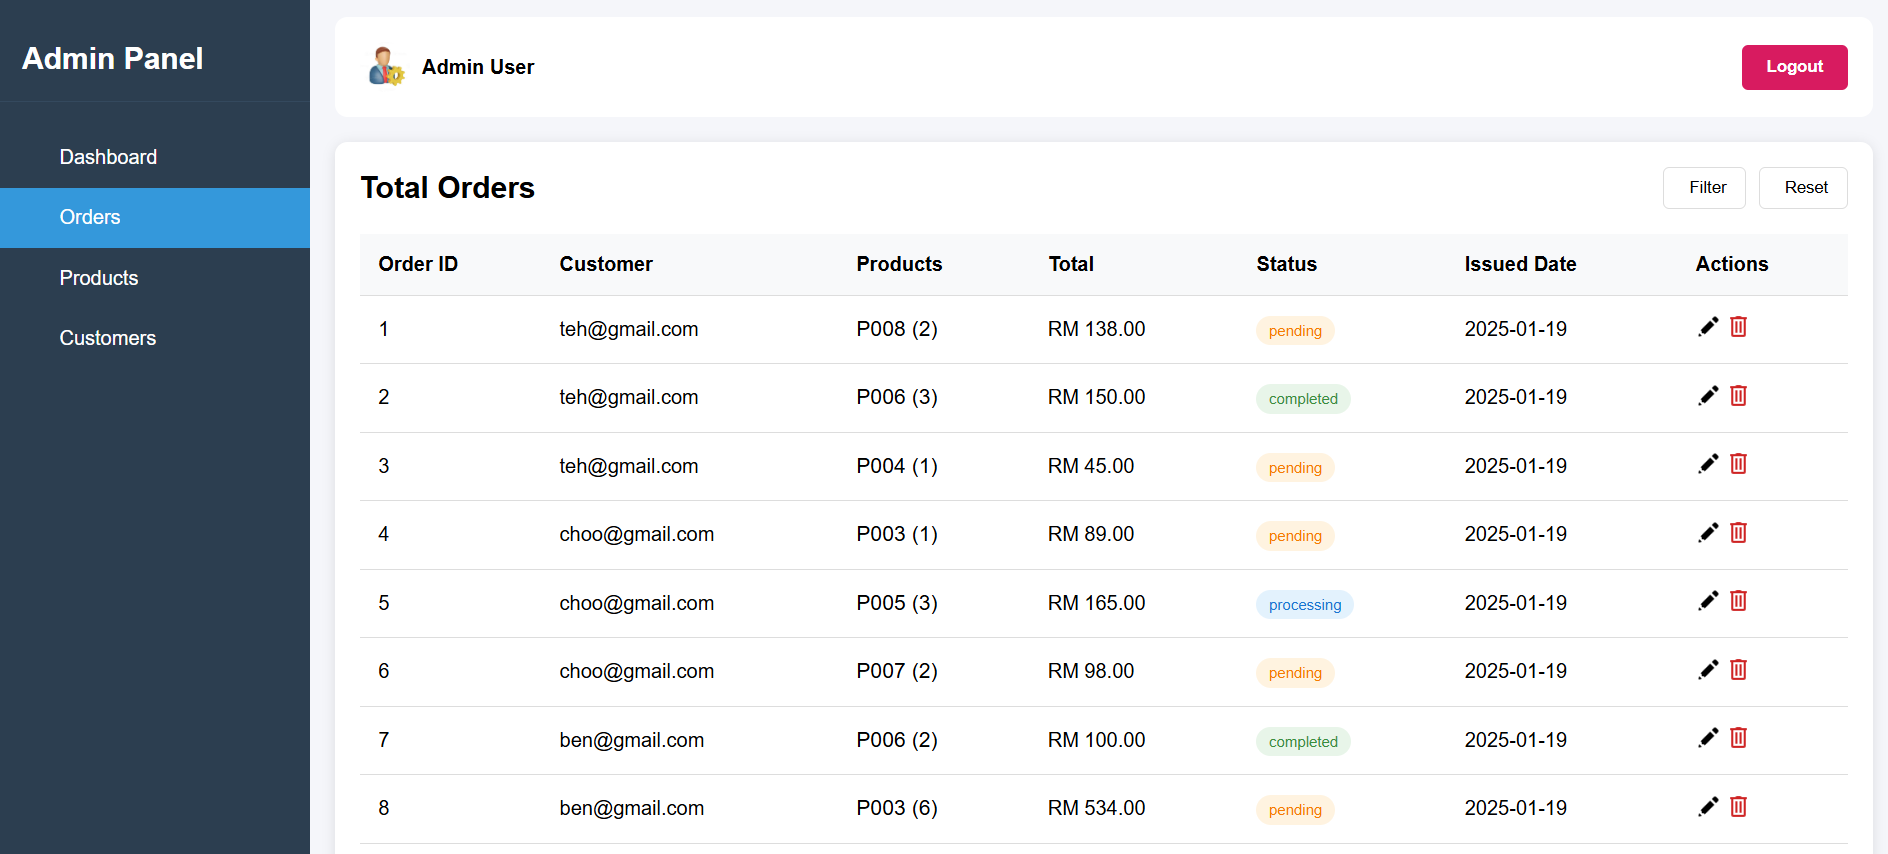 Admin Panel
Dashboard
Orders
Products
Customers
Admin User
Logout
Total Orders
Filter
Reset
Order ID Customer Products Total Status Issued Date Actions
1 teh@gmail.com P008 (2) RM 138.00 pending 2025-01-19
2 teh@gmail.com P006 (3) RM 150.00 completed 2025-01-19
3 teh@gmail.com P004 (1) RM 45.00 pending 2025-01-19
4 choo@gmail.com P003 (1) RM 89.00 pending 2025-01-19
5 choo@gmail.com P005 (3) RM 165.00 processing 2025-01-19
6 choo@gmail.com P007 (2) RM 98.00 pending 2025-01-19
7 ben@gmail.com P006 (2) RM 100.00 completed 2025-01-19
8 ben@gmail.com P003 (6) RM 534.00 pending 2025-01-19